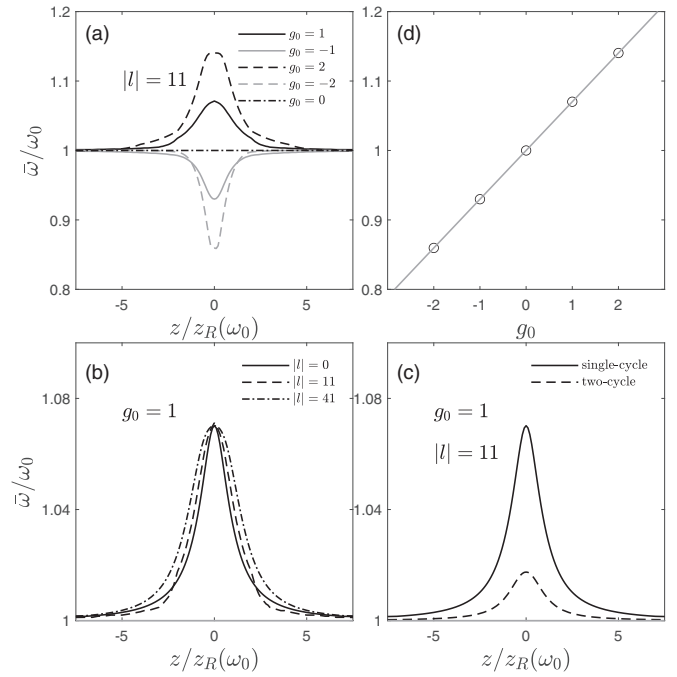 (a)
|l| = 11
g₀ = 1
g₀ = −1
g₀ = 2
g₀ = −2
g₀ = 0
1.2
1.1
1
0.9
0.8
-5
0
5
ω̄/ω₀
z/z_R(ω₀)
(d)
1.2
1.1
1
0.9
0.8
-2
-1
0
1
2
g₀
(b)
g₀ = 1
|l| = 0
|l| = 11
|l| = 41
1.08
1.04
1
-5
0
5
ω̄/ω₀
z/z_R(ω₀)
(c)
g₀ = 1
|l| = 11
single-cycle
two-cycle
1.08
1.04
1
-5
0
5
z/z_R(ω₀)